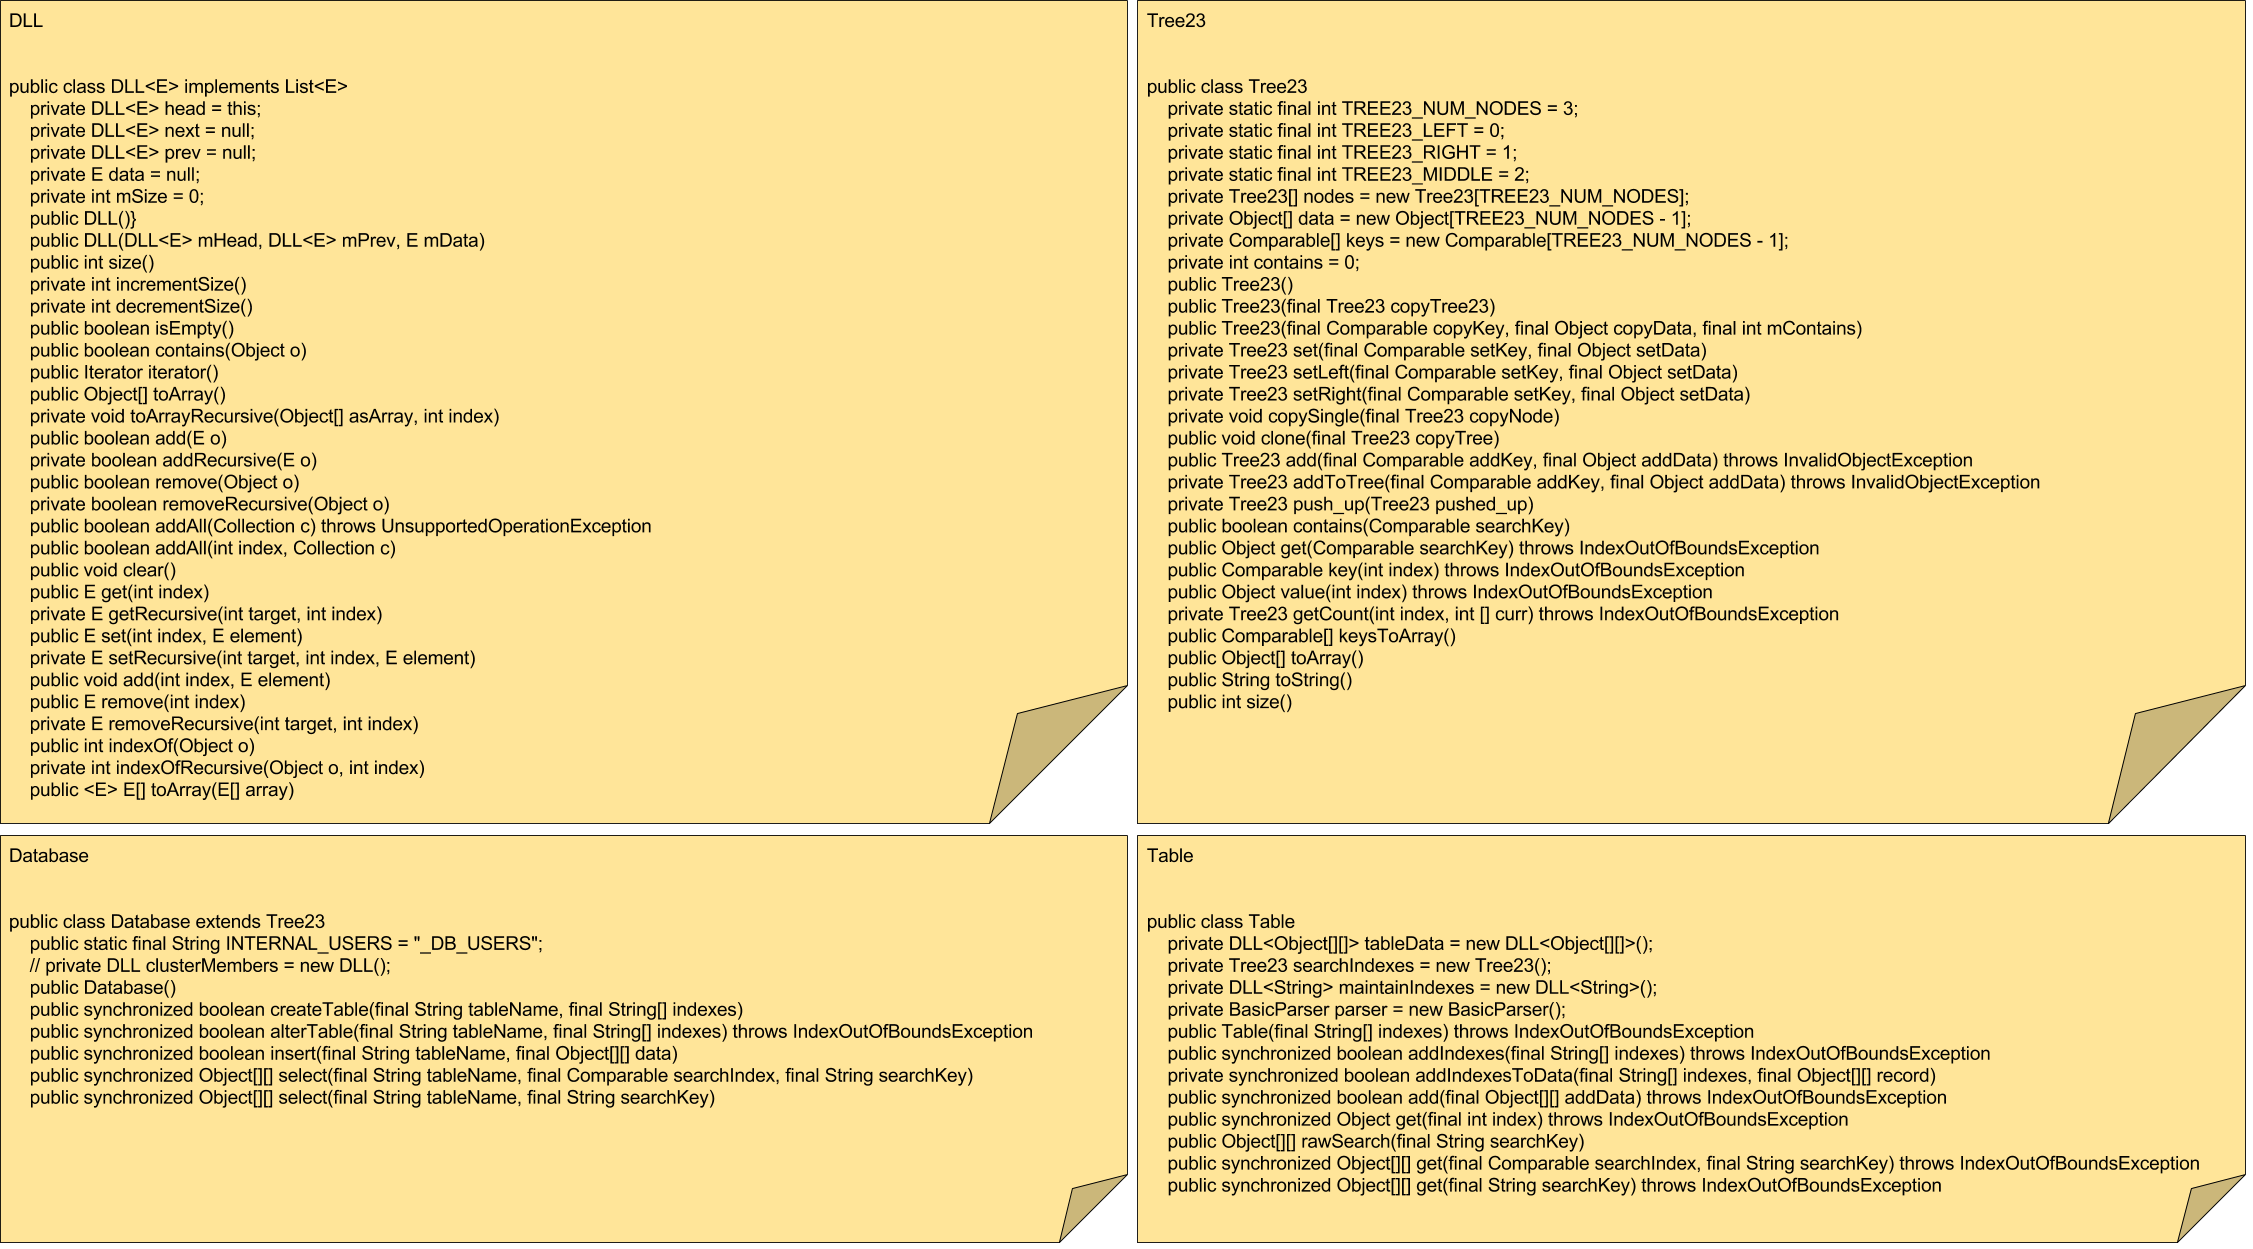 DLL
public class DLL<E> implements List<E>
private DLL<E> head = this;
private DLL<E> next = null;
private DLL<E> prev = null;
private E data = null;
private int mSize = 0;
public DLL()}
public DLL(DLL<E> mHead, DLL<E> mPrev, E mData)
public int size()
private int incrementSize()
private int decrementSize()
public boolean isEmpty()
public boolean contains(Object o)
public Iterator iterator()
public Object[] toArray()
private void toArrayRecursive(Object[] asArray, int index)
public boolean add(E o)
private boolean addRecursive(E o)
public boolean remove(Object o)
private boolean removeRecursive(Object o)
public boolean addAll(Collection c) throws UnsupportedOperationException
public boolean addAll(int index, Collection c)
public void clear()
public E get(int index)
private E getRecursive(int target, int index)
public E set(int index, E element)
private E setRecursive(int target, int index, E element)
public void add(int index, E element)
public E remove(int index)
private E removeRecursive(int target, int index)
public int indexOf(Object o)
private int indexOfRecursive(Object o, int index)
public <E> E[] toArray(E[] array)
Tree23
public class Tree23
private static final int TREE23_NUM_NODES = 3;
private static final int TREE23_LEFT = 0;
private static final int TREE23_RIGHT = 1;
private static final int TREE23_MIDDLE = 2;
private Tree23[] nodes = new Tree23[TREE23_NUM_NODES];
private Object[] data = new Object[TREE23_NUM_NODES - 1];
private Comparable[] keys = new Comparable[TREE23_NUM_NODES - 1];
private int contains = 0;
public Tree23()
public Tree23(final Tree23 copyTree23)
public Tree23(final Comparable copyKey, final Object copyData, final int mContains)
private Tree23 set(final Comparable setKey, final Object setData)
private Tree23 setLeft(final Comparable setKey, final Object setData)
private Tree23 setRight(final Comparable setKey, final Object setData)
private void copySingle(final Tree23 copyNode)
public void clone(final Tree23 copyTree)
public Tree23 add(final Comparable addKey, final Object addData) throws InvalidObjectException
private Tree23 addToTree(final Comparable addKey, final Object addData) throws InvalidObjectException
private Tree23 push_up(Tree23 pushed_up)
public boolean contains(Comparable searchKey)
public Object get(Comparable searchKey) throws IndexOutOfBoundsException
public Comparable key(int index) throws IndexOutOfBoundsException
public Object value(int index) throws IndexOutOfBoundsException
private Tree23 getCount(int index, int [] curr) throws IndexOutOfBoundsException
public Comparable[] keysToArray()
public Object[] toArray()
public String toString()
public int size()
Database
public class Database extends Tree23
public static final String INTERNAL_USERS = "_DB_USERS";
// private DLL clusterMembers = new DLL();
public Database()
public synchronized boolean createTable(final String tableName, final String[] indexes)
public synchronized boolean alterTable(final String tableName, final String[] indexes) throws IndexOutOfBoundsException
public synchronized boolean insert(final String tableName, final Object[][] data)
public synchronized Object[][] select(final String tableName, final Comparable searchIndex, final String searchKey)
public synchronized Object[][] select(final String tableName, final String searchKey)
Table
public class Table
private DLL<Object[][]> tableData = new DLL<Object[][]>();
private Tree23 searchIndexes = new Tree23();
private DLL<String> maintainIndexes = new DLL<String>();
private BasicParser parser = new BasicParser();
public Table(final String[] indexes) throws IndexOutOfBoundsException
public synchronized boolean addIndexes(final String[] indexes) throws IndexOutOfBoundsException
private synchronized boolean addIndexesToData(final String[] indexes, final Object[][] record)
public synchronized boolean add(final Object[][] addData) throws IndexOutOfBoundsException
public synchronized Object get(final int index) throws IndexOutOfBoundsException
public Object[][] rawSearch(final String searchKey)
public synchronized Object[][] get(final Comparable searchIndex, final String searchKey) throws IndexOutOfBoundsException
public synchronized Object[][] get(final String searchKey) throws IndexOutOfBoundsException